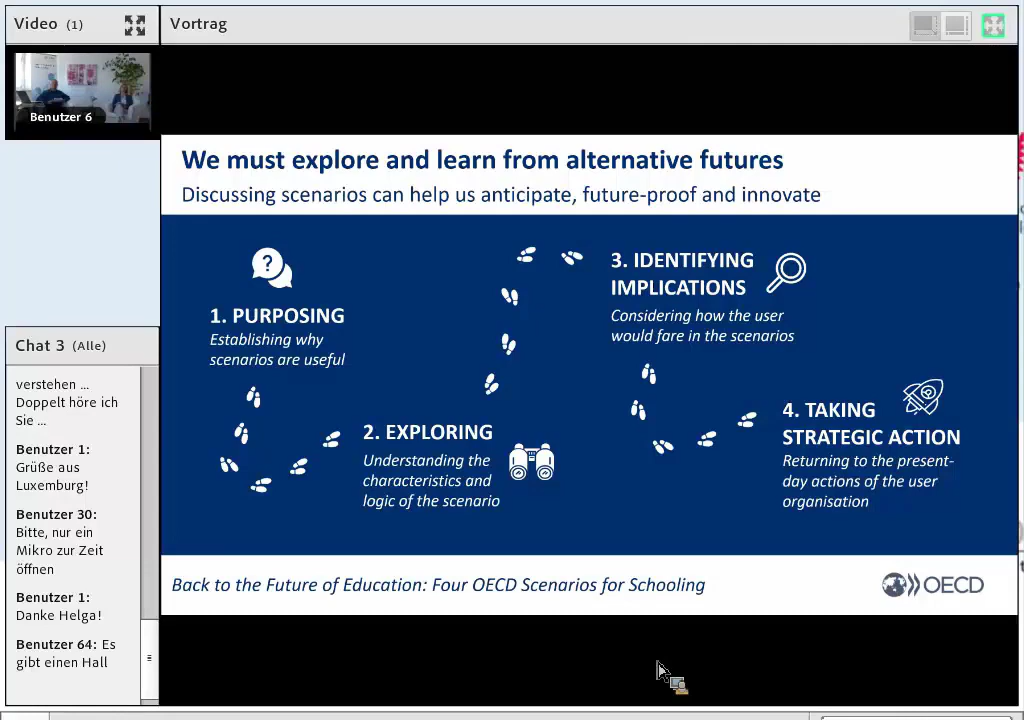 Video (1)
Vortrag
Benutzer 6
We must explore and learn from alternative futures
Discussing scenarios can help us anticipate, future-proof and innovate
?
1. PURPOSING
Establishing why
scenarios are useful
2. EXPLORING
Understanding the
characteristics and
logic of the scenario
3. IDENTIFYING
IMPLICATIONS
Considering how the user
would fare in the scenarios
4. TAKING
STRATEGIC ACTION
Returning to the present-
day actions of the user
organisation
Back to the Future of Education: Four OECD Scenarios for Schooling
OECD
Chat 3 (Alle)
verstehen ...
Doppelt höre ich
Sie ...
Benutzer 1:
Grüße aus
Luxemburg!
Benutzer 30:
Bitte, nur ein
Mikro zur Zeit
öffnen
Benutzer 1:
Danke Helga!
Benutzer 64: Es
gibt einen Hall